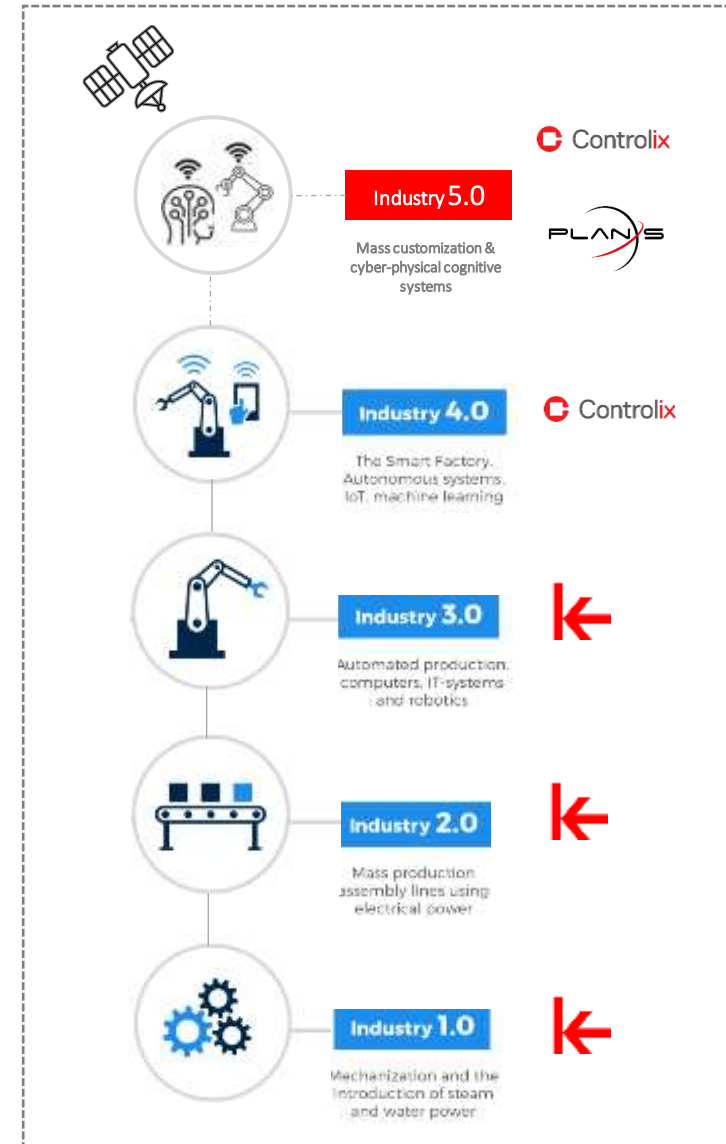 Controlix
Industry 5.0
PLANYS
Mass customization &
cyber-physical cognitive
systems
Industry 4.0
Controlix
The Smart Factory.
Autonomous systems,
IoT, machine learning
Industry 3.0
Automated production,
computers, IT-systems
and robotics
Industry 2.0
Mass production
assembly lines using
electrical power
Industry 1.0
Mechanization and the
introduction of steam
and water power